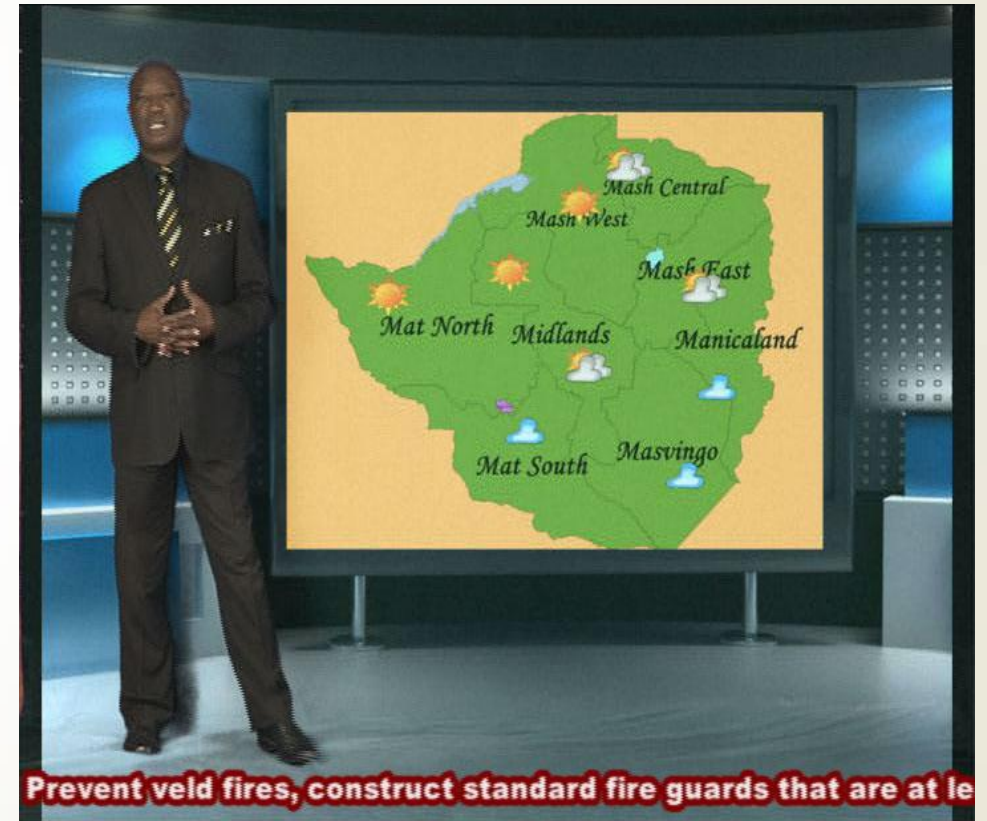 Mash Central
Mash West
Mash East
Mat North
Midlands
Manicaland
Masvingo
Mat South
Prevent veld fires, construct standard fire guards that are at le